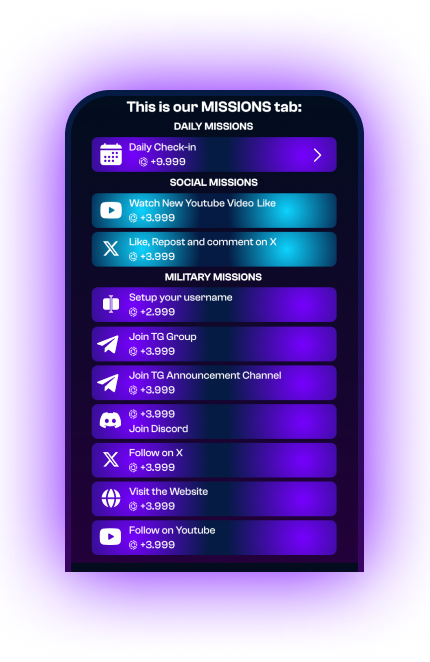 This is our MISSIONS tab:
DAILY MISSIONS
Daily Check-in
+9.999
SOCIAL MISSIONS
Watch New Youtube Video Like
+3.999
Like, Repost and comment on X
+3.999
MILITARY MISSIONS
Setup your username
+2.999
Join TG Group
+3.999
Join TG Announcement Channel
+3.999
+3.999
Join Discord
Follow on X
+3.999
Visit the Website
+3.999
Follow on Youtube
+3.999